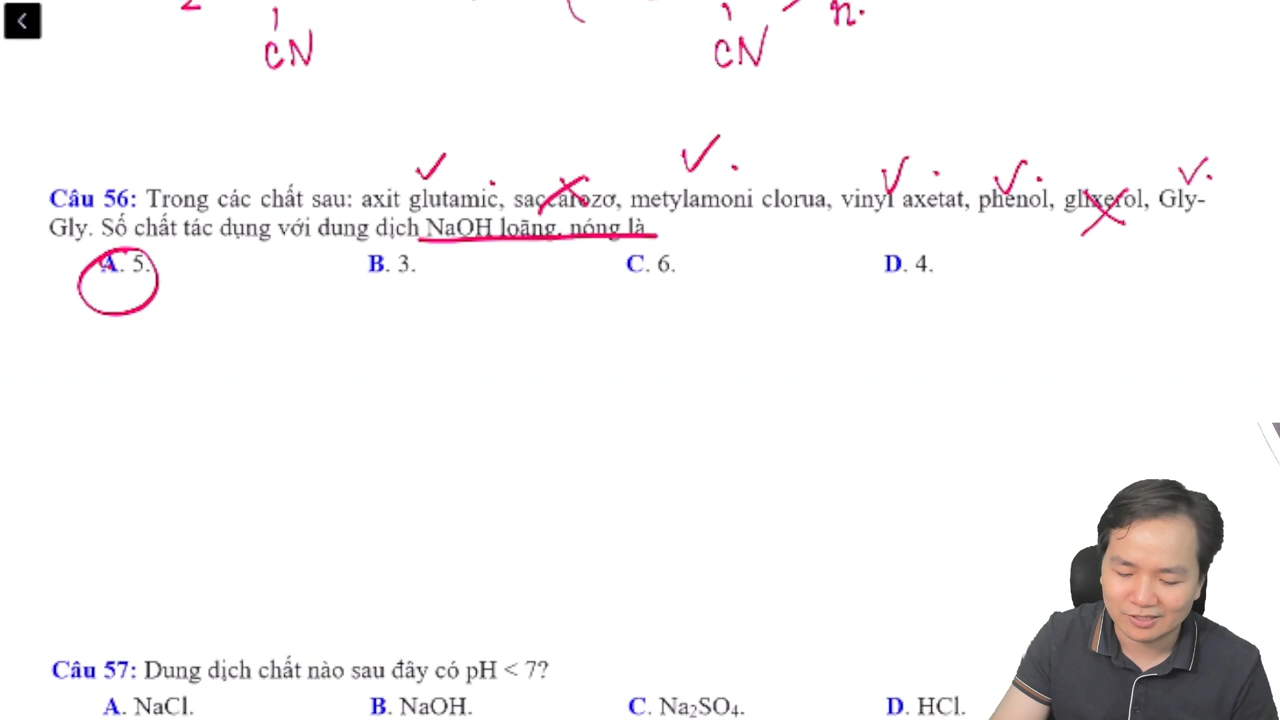 2 n.
CN CN
Câu 56: Trong các chất sau: axit glutamic, saccarozơ, metylamoni clorua, vinyl axetat, phenol, glixerol, Gly-
Gly. Số chất tác dụng với dung dịch NaOH loãng, nóng là
A. 5. B. 3. C. 6. D. 4.
Câu 57: Dung dịch chất nào sau đây có pH < 7?
A. NaCl. B. NaOH. C. Na₂SO₄. D. HCl.